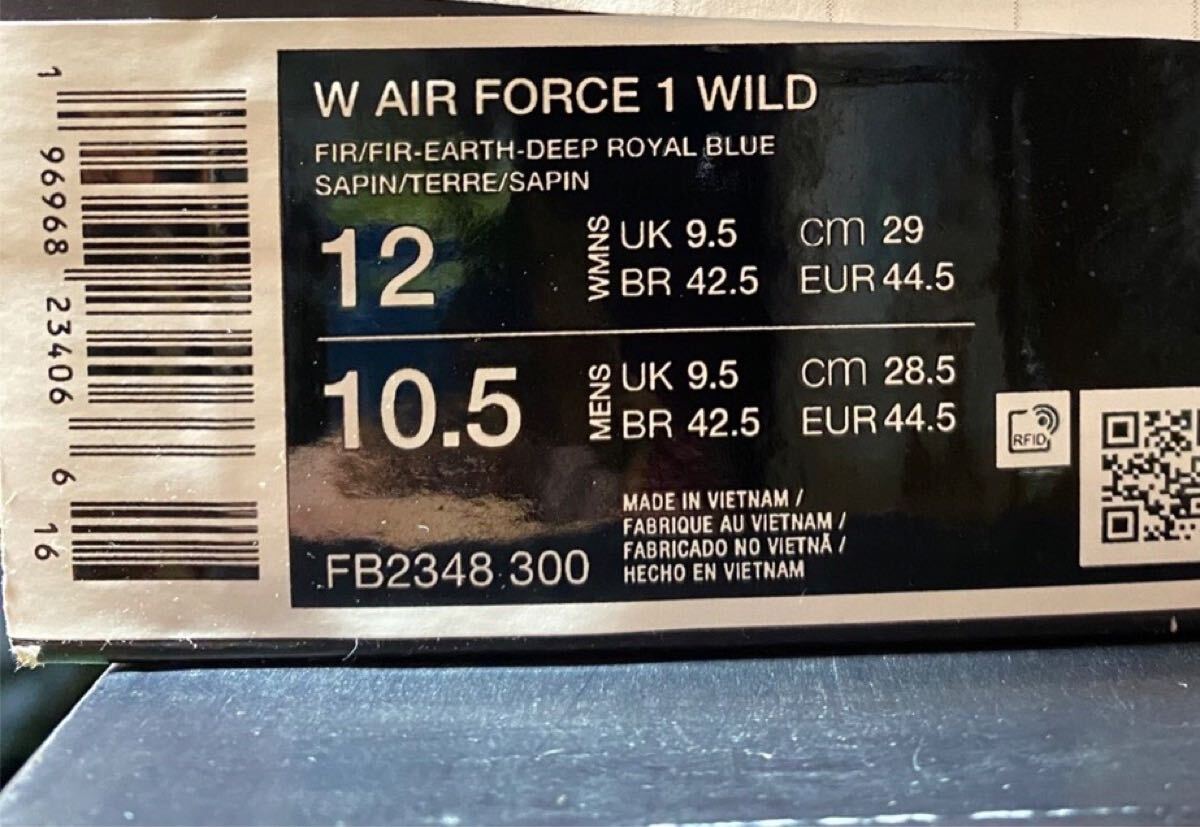 W AIR FORCE 1 WILD
FIR/FIR-EARTH-DEEP ROYAL BLUE
SAPIN/TERRE/SAPIN
12
WMNS
UK 9.5 cm 29
BR 42.5 EUR 44.5
10.5
MENS
UK 9.5 cm 28.5
BR 42.5 EUR 44.5
RFID
MADE IN VIETNAM /
FABRIQUE AU VIETNAM /
FABRICADO NO VIETNÃ /
HECHO EN VIETNAM
FB2348 300
1 96968 23406 6 16